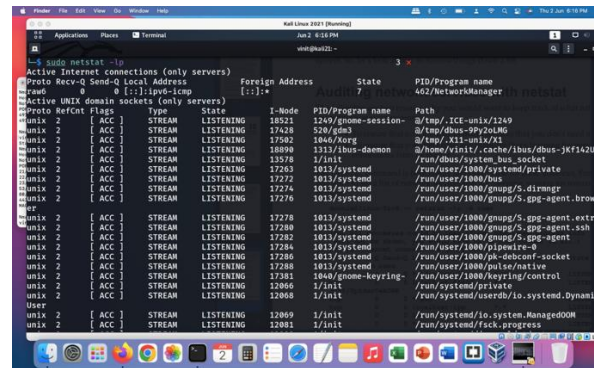 Finder File Edit View Go Window Help
Thu 2 Jun 6:16 PM
Kali Linux 2021 [Running]
Applications Places Terminal
Jun 2 6:16 PM
vinit@kali21: ~
$ sudo netstat -lp
3
Active Internet connections (only servers)
Proto Recv-Q Send-Q Local Address Foreign Address State PID/Program name
raw6 0 0 [::]:ipv6-icmp [::]:* 7 462/NetworkManager
Active UNIX domain sockets (only servers)
Proto RefCnt Flags Type State I-Node PID/Program name Path
unix 2 [ ACC ] STREAM LISTENING 18521 1249/gnome-session- @/tmp/.ICE-unix/1249
unix 2 [ ACC ] STREAM LISTENING 17428 520/gdm3 @/tmp/dbus-9Py2oLMG
unix 2 [ ACC ] STREAM LISTENING 17502 1046/Xorg @/tmp/.X11-unix/X1
unix 2 [ ACC ] STREAM LISTENING 18890 1313/ibus-daemon @/home/vinit/.cache/ibus/dbus-jKf142U
unix 2 [ ACC ] STREAM LISTENING 13578 1/init /run/dbus/system_bus_socket
unix 2 [ ACC ] STREAM LISTENING 17263 1013/systemd /run/user/1000/systemd/private
unix 2 [ ACC ] STREAM LISTENING 17272 1013/systemd /run/user/1000/bus
unix 2 [ ACC ] STREAM LISTENING 17274 1013/systemd /run/user/1000/gnupg/S.dirmngr
unix 2 [ ACC ] STREAM LISTENING 17276 1013/systemd /run/user/1000/gnupg/S.gpg-agent.brow
er
unix 2 [ ACC ] STREAM LISTENING 17278 1013/systemd /run/user/1000/gnupg/S.gpg-agent.extr
unix 2 [ ACC ] STREAM LISTENING 17280 1013/systemd /run/user/1000/gnupg/S.gpg-agent.ssh
unix 2 [ ACC ] STREAM LISTENING 17282 1013/systemd /run/user/1000/gnupg/S.gpg-agent
unix 2 [ ACC ] STREAM LISTENING 17284 1013/systemd /run/user/1000/pipewire-0
unix 2 [ ACC ] STREAM LISTENING 17286 1013/systemd /run/user/1000/pk-debconf-socket
unix 2 [ ACC ] STREAM LISTENING 17288 1013/systemd /run/user/1000/pulse/native
unix 2 [ ACC ] STREAM LISTENING 17381 1040/gnome-keyring- /run/user/1000/keyring/control
unix 2 [ ACC ] STREAM LISTENING 12066 1/init /run/systemd/private
unix 2 [ ACC ] STREAM LISTENING 12068 1/init /run/systemd/userdb/io.systemd.Dynami
User
unix 2 [ ACC ] STREAM LISTENING 12069 1/init /run/systemd/io.system.ManagedOOM
unix 2 [ ACC ] STREAM LISTENING 12081 1/init /run/systemd/fsck.progress